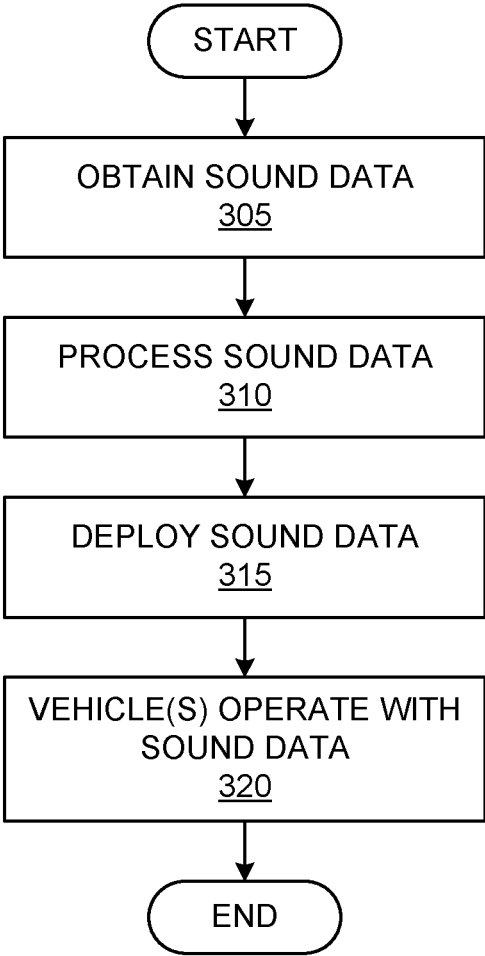 START
OBTAIN SOUND DATA
305
PROCESS SOUND DATA
310
DEPLOY SOUND DATA
315
VEHICLE(S) OPERATE WITH
SOUND DATA
320
END